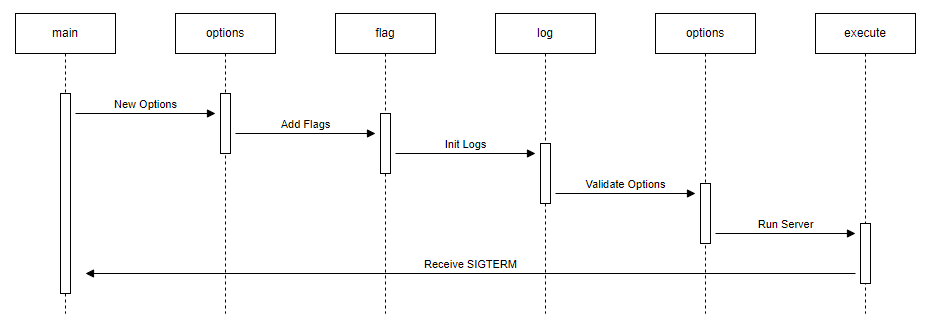 main
options
flag
log
options
execute
New Options
Add Flags
Init Logs
Validate Options
Run Server
Receive SIGTERM